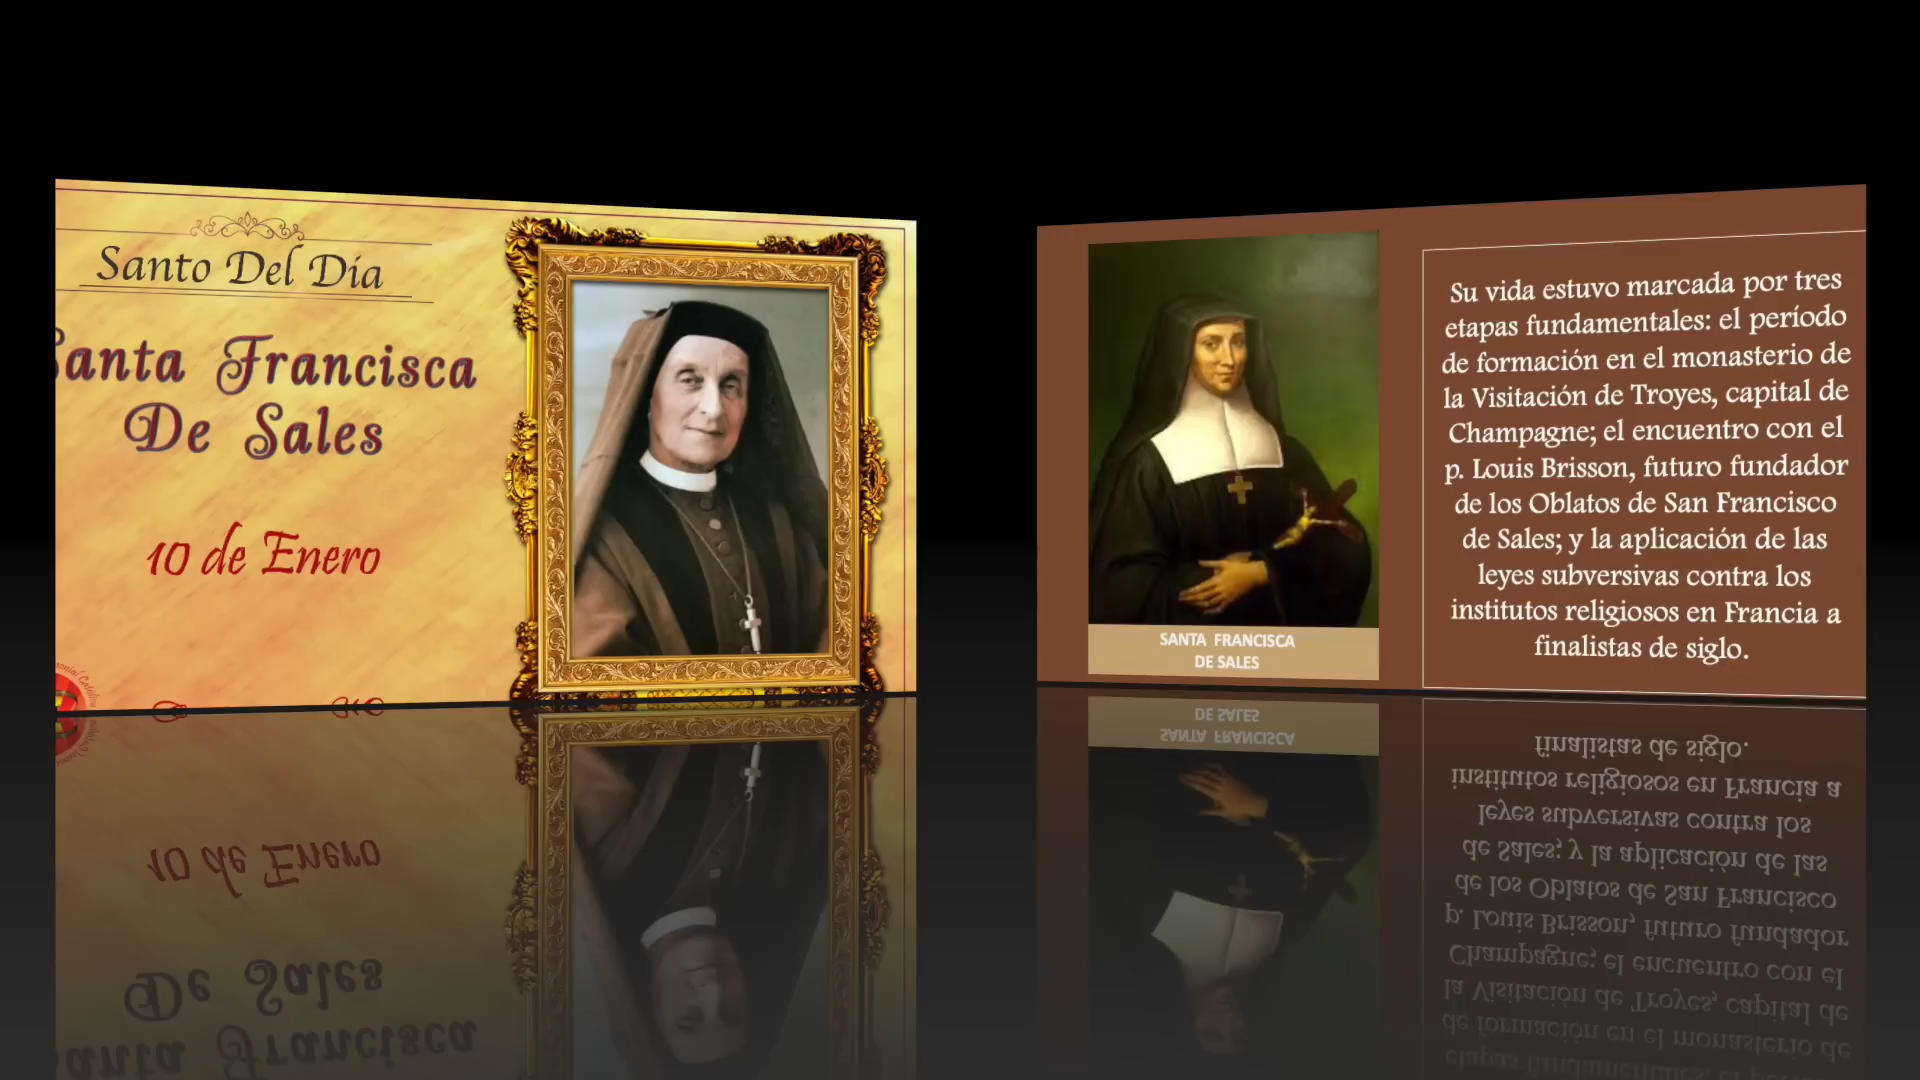 Santo Del Día
Santa Francisca
De Sales
10 de Enero
SANTA FRANCISCA
DE SALES
Su vida estuvo marcada por tres
etapas fundamentales: el período
de formación en el monasterio de
la Visitación de Troyes, capital de
Champagne; el encuentro con el
p. Louis Brisson, futuro fundador
de los Oblatos de San Francisco
de Sales; y la aplicación de las
leyes subversivas contra los
institutos religiosos en Francia a
finalistas de siglo.